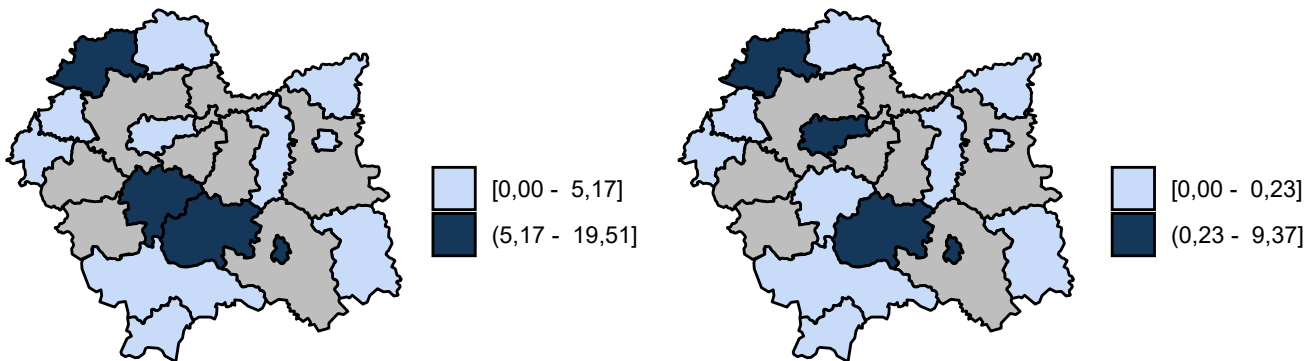 [0,00 - 5,17]
(5,17 - 19,51]
[0,00 - 0,23]
(0,23 - 9,37]